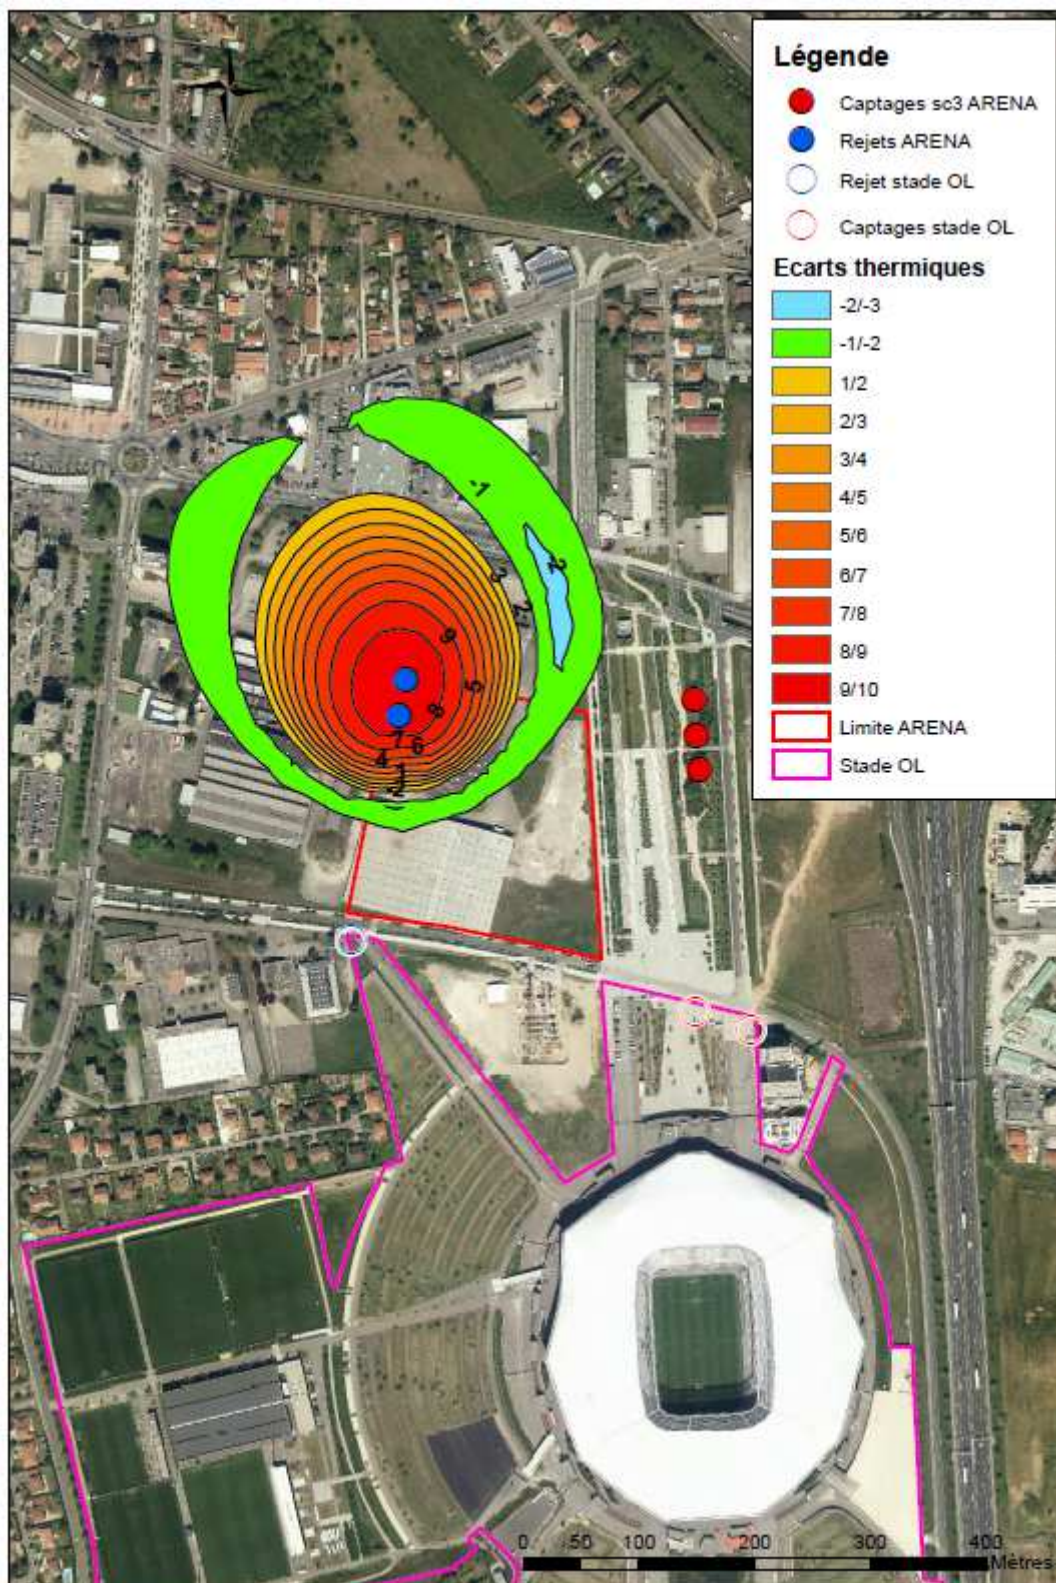 Légende
Captages sc3 ARENA
Rejets ARENA
Rejet stade OL
Captages stade OL
Ecarts thermiques
-2/-3
-1/-2
1/2
2/3
3/4
4/5
5/6
6/7
7/8
8/9
9/10
Limite ARENA
Stade OL
-1
-2
3
9
5
8
7
6
4
0 50 100 200 300 400
Mètres